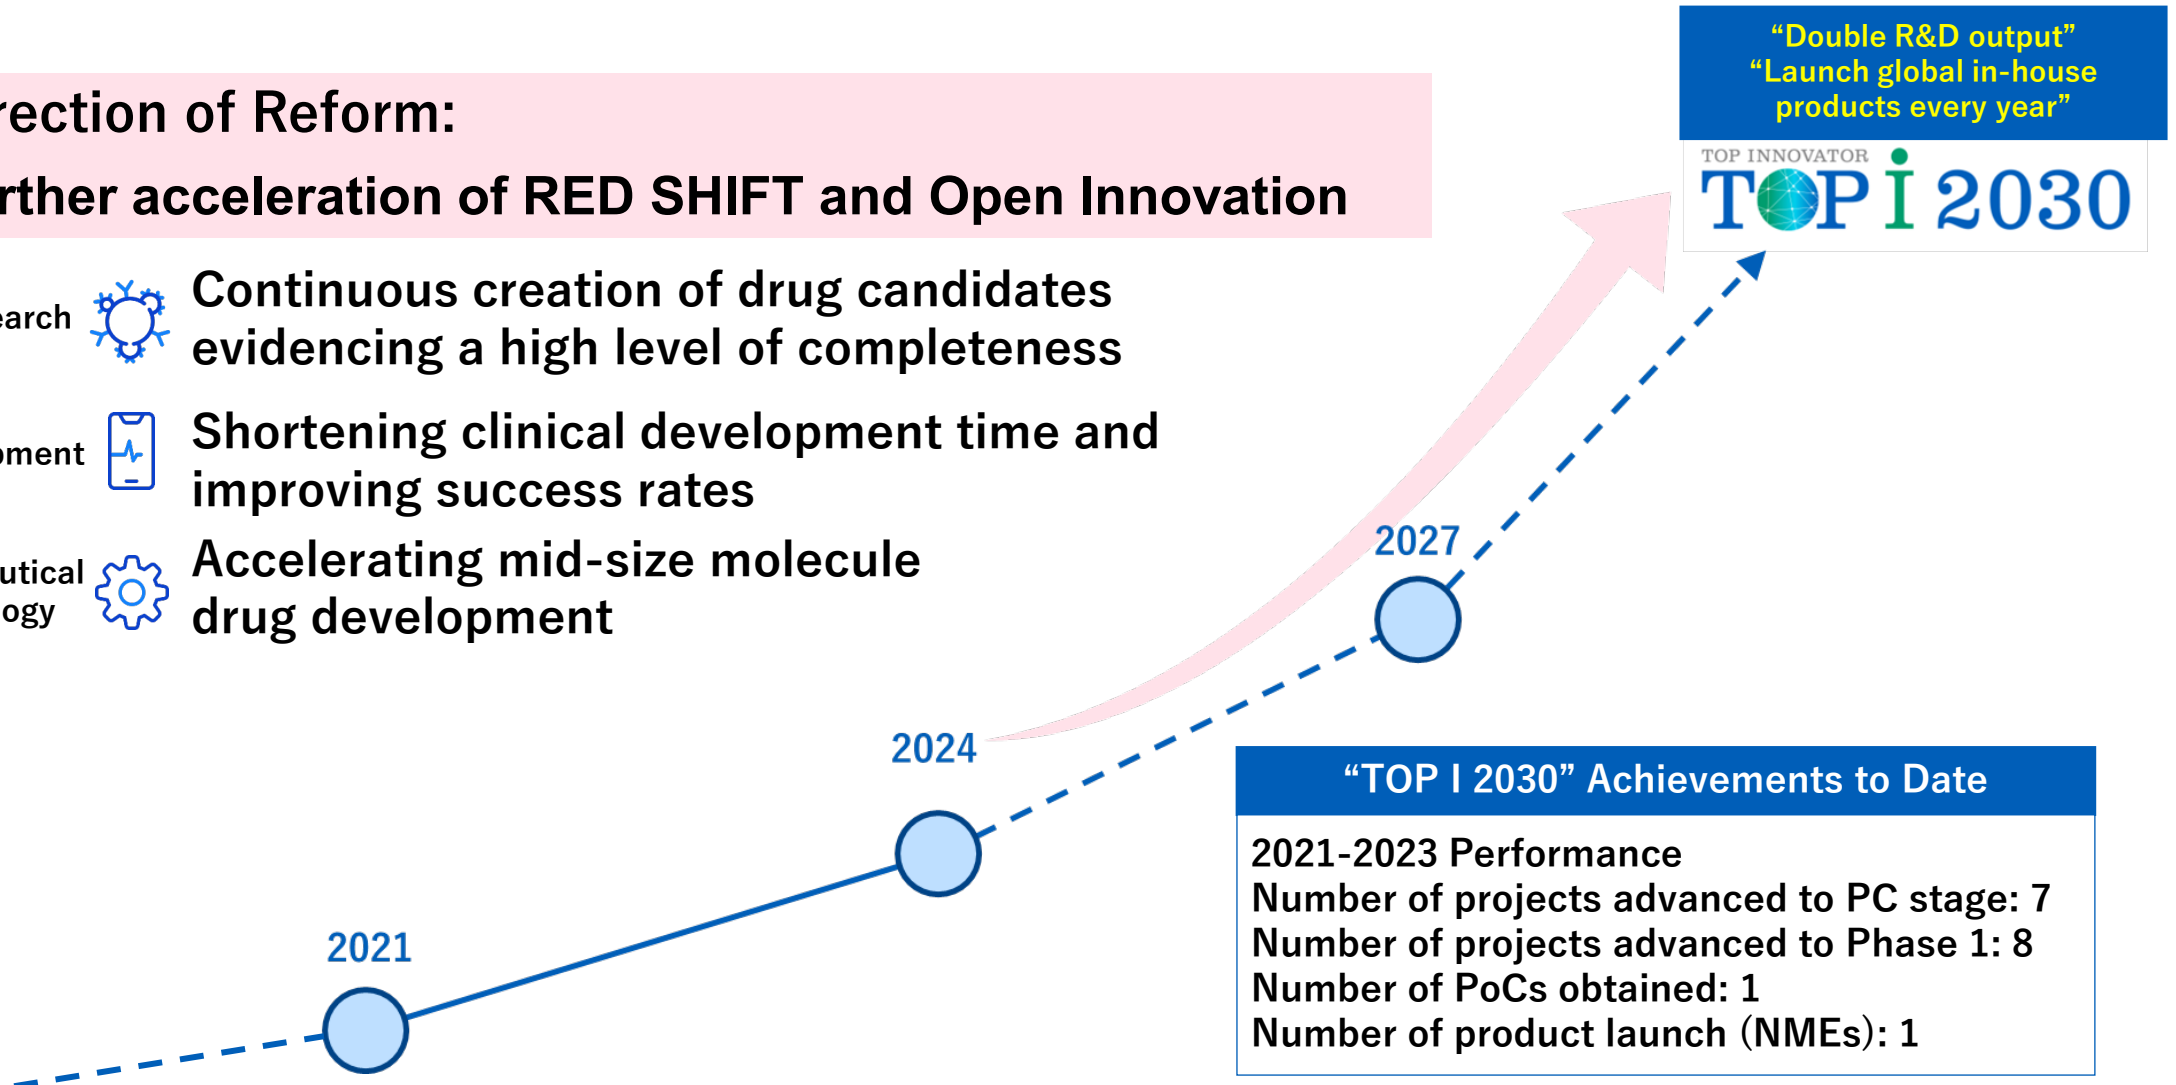 “Double R&D output”
“Launch global in-house
products every year”
TOP INNOVATOR
TOP I 2030
rection of Reform:
rther acceleration of RED SHIFT and Open Innovation
earch
Continuous creation of drug candidates
evidencing a high level of completeness
pment
Shortening clinical development time and
improving success rates
utical
ogy
Accelerating mid-size molecule
drug development
2027
2024
2021
“TOP I 2030” Achievements to Date
2021-2023 Performance
Number of projects advanced to PC stage: 7
Number of projects advanced to Phase 1: 8
Number of PoCs obtained: 1
Number of product launch (NMEs): 1